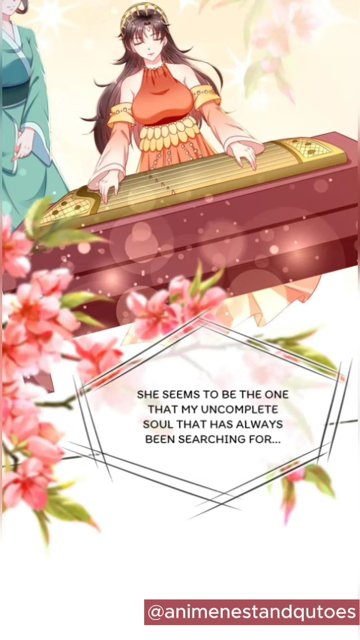 SHE SEEMS TO BE THE ONE
THAT MY UNCOMPLETE
SOUL THAT HAS ALWAYS
BEEN SEARCHING FOR...
@animenestandqutoes